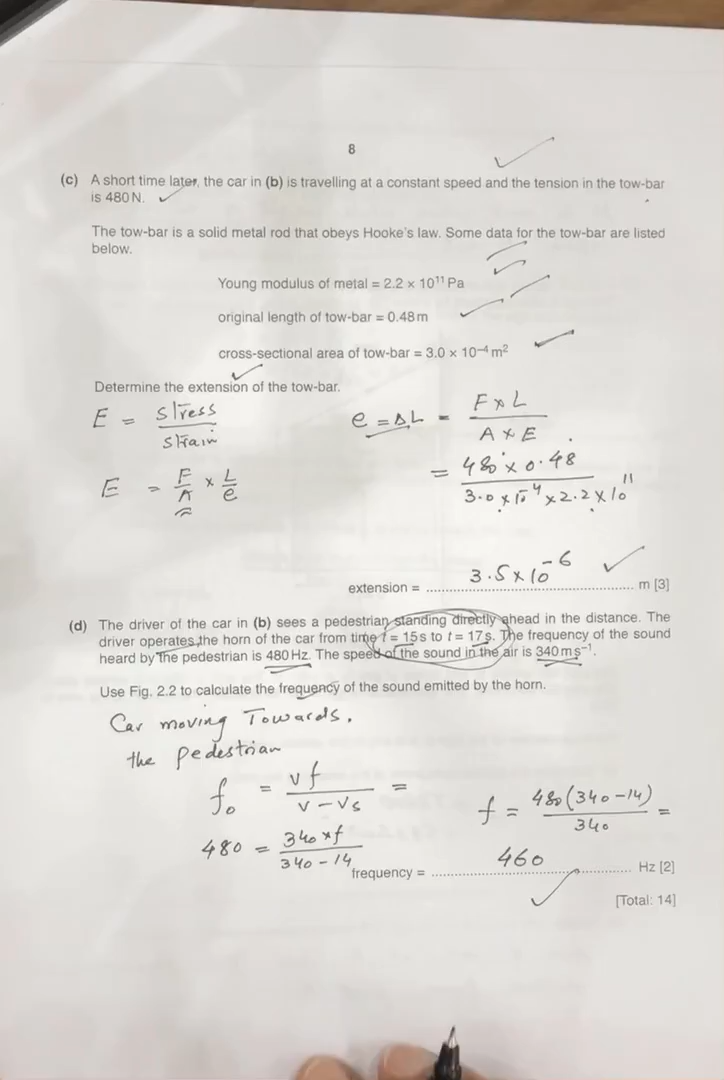 8
(c) A short time later, the car in (b) is travelling at a constant speed and the tension in the tow-bar
is 480 N.
The tow-bar is a solid metal rod that obeys Hooke's law. Some data for the tow-bar are listed
below.
Young modulus of metal = 2.2 × 10¹¹ Pa
original length of tow-bar = 0.48 m
cross-sectional area of tow-bar = 3.0 × 10⁻⁴ m²
Determine the extension of the tow-bar.
E = stress / strain
e = ΔL = F × L / A × E
E = F/A × L/e
= 480 × 0.48 / 3.0 × 10⁻⁴ × 2.2 × 10¹¹
extension = 3.5 × 10⁻⁶ m [3]
(d) The driver of the car in (b) sees a pedestrian standing directly ahead in the distance. The
driver operates the horn of the car from time t = 15 s to t = 17 s. The frequency of the sound
heard by the pedestrian is 480 Hz. The speed of the sound in the air is 340 m s⁻¹.
Use Fig. 2.2 to calculate the frequency of the sound emitted by the horn.
Car moving Towards.
the pedestrian
f₀ = vf / v - vs =
f = 480(340-14) / 340 =
480 = 340 × f / 340 - 14
frequency = 460 Hz [2]
[Total: 14]